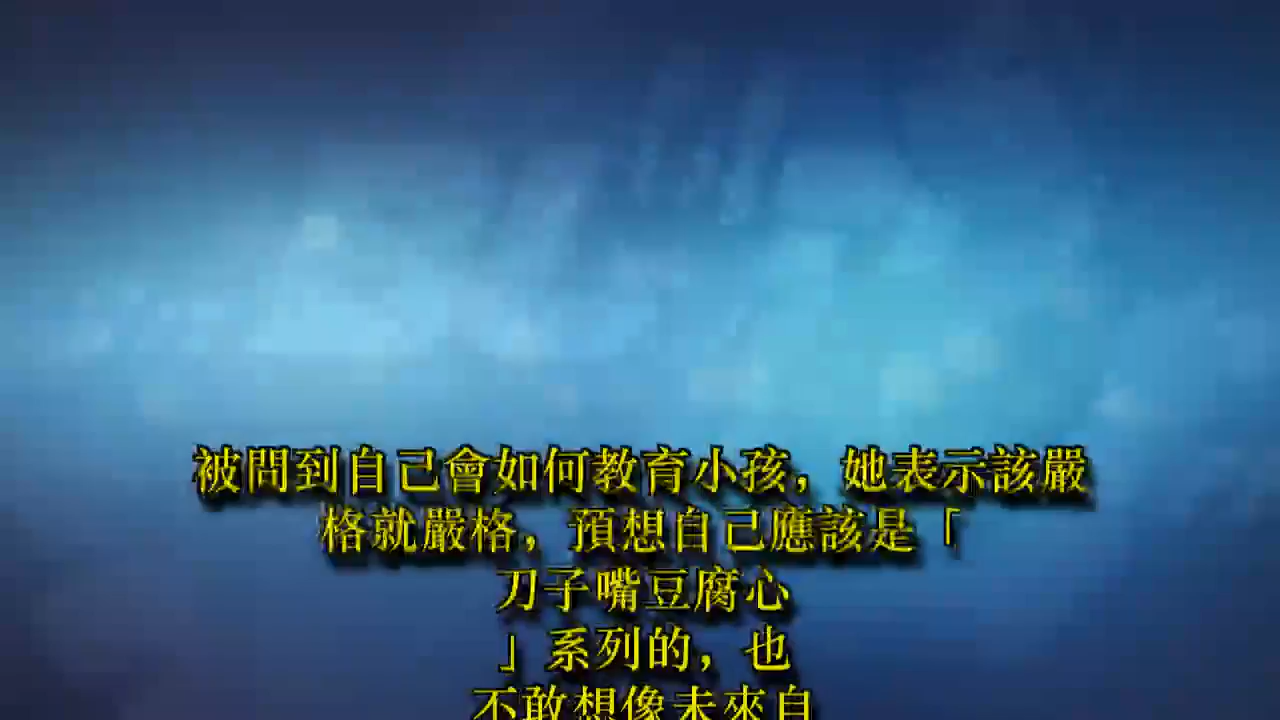 被問到自己會如何教育小孩，她表示該嚴
格就嚴格，預想自己應該是「
刀子嘴豆腐心
」系列的，也
不敢想像未來自